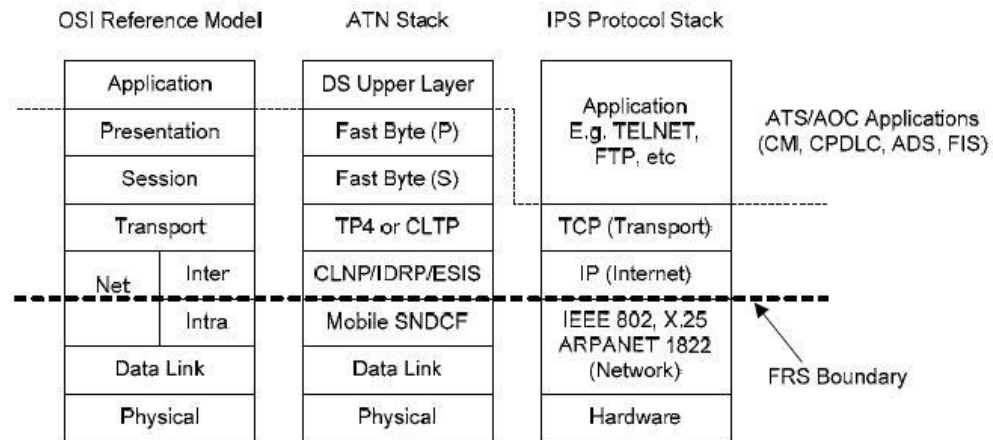 OSI Reference Model
ATN Stack
IPS Protocol Stack
Application
Presentation
Session
Transport
Net
Inter
Intra
Data Link
Physical
DS Upper Layer
Fast Byte (P)
Fast Byte (S)
TP4 or CLTP
CLNP/IDRP/ESIS
Mobile SNDCF
Data Link
Physical
Application
E.g. TELNET,
FTP, etc
TCP (Transport)
IP (Internet)
IEEE 802, X.25
ARPANET 1822
(Network)
Hardware
ATS/AOC Applications
(CM, CPDLC, ADS, FIS)
FRS Boundary